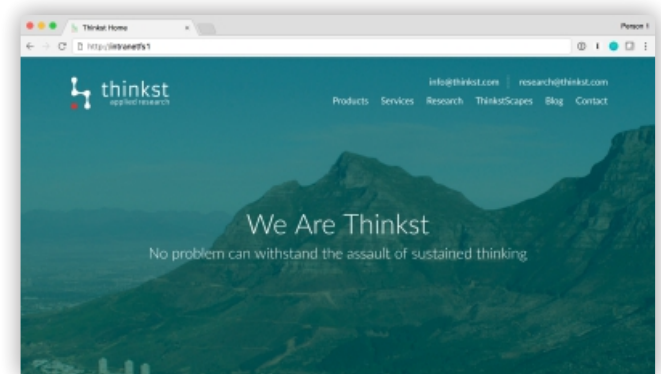 Thinkst Home
Person 1
http://intranetfs1
info@thinkst.com research@thinkst.com
thinkst
applied research
Products Services Research ThinkstScapes Blog Contact
We Are Thinkst
No problem can withstand the assault of sustained thinking